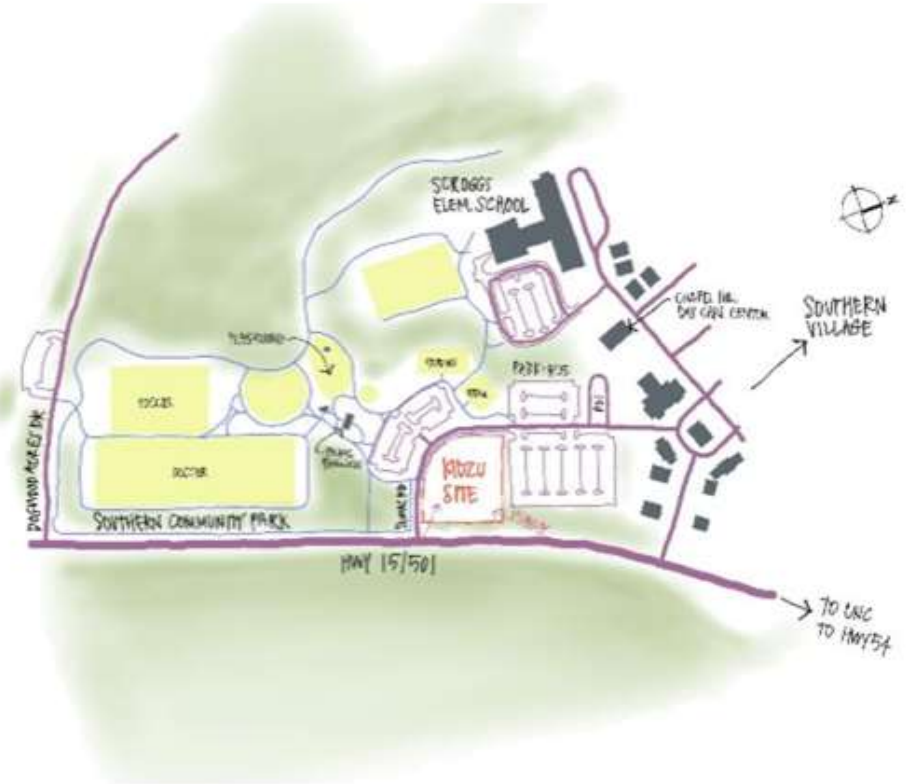 SCROGGS
ELEM. SCHOOL
N
CHAPEL HILL
DAY CARE CENTER
SOUTHERN
VILLAGE
PLAYGROUND
PARK-RIDE
SOCCER
SOCCER
KIDZU
SITE
DOGWOOD ACRES DR
SOUTHERN COMMUNITY PARK
HWY 15/501
TO UNC
TO HWY 54